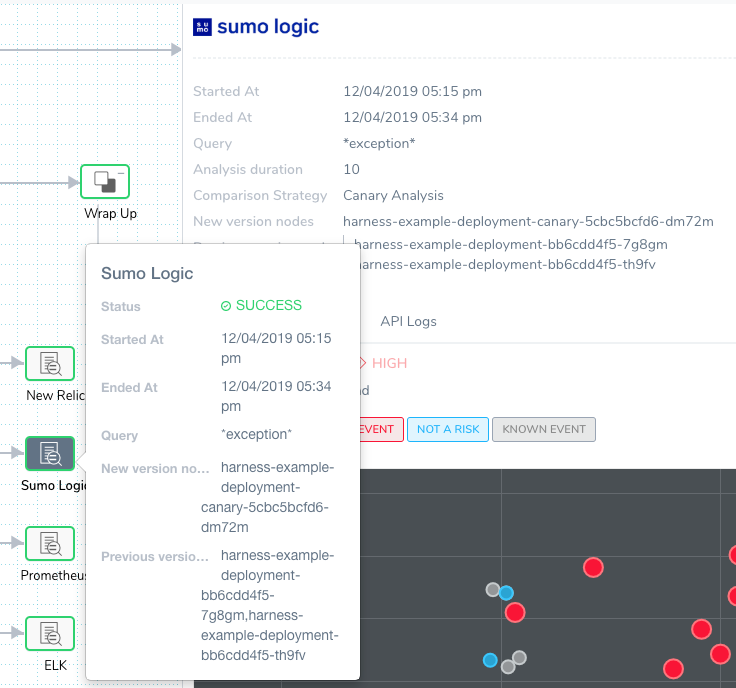 sumo logic
Started At 12/04/2019 05:15 pm
Ended At 12/04/2019 05:34 pm
Query *exception*
Analysis duration 10
Comparison Strategy Canary Analysis
New version nodes harness-example-deployment-canary-5cbc5bcfd6-dm72m
harness-example-deployment-bb6cdd4f5-7g8gm
harness-example-deployment-bb6cdd4f5-th9fv
API Logs
HIGH
EVENT NOT A RISK KNOWN EVENT
Wrap Up
New Relic
Sumo Logic
Prometheus
ELK
Sumo Logic
Status SUCCESS
Started At 12/04/2019 05:15
pm
Ended At 12/04/2019 05:34
pm
Query *exception*
New version no... harness-example-
deployment-
canary-5cbc5bcfd6-
dm72m
Previous versio... harness-example-
deployment-
bb6cdd4f5-
7g8gm,harness-
example-deployment-
bb6cdd4f5-th9fv